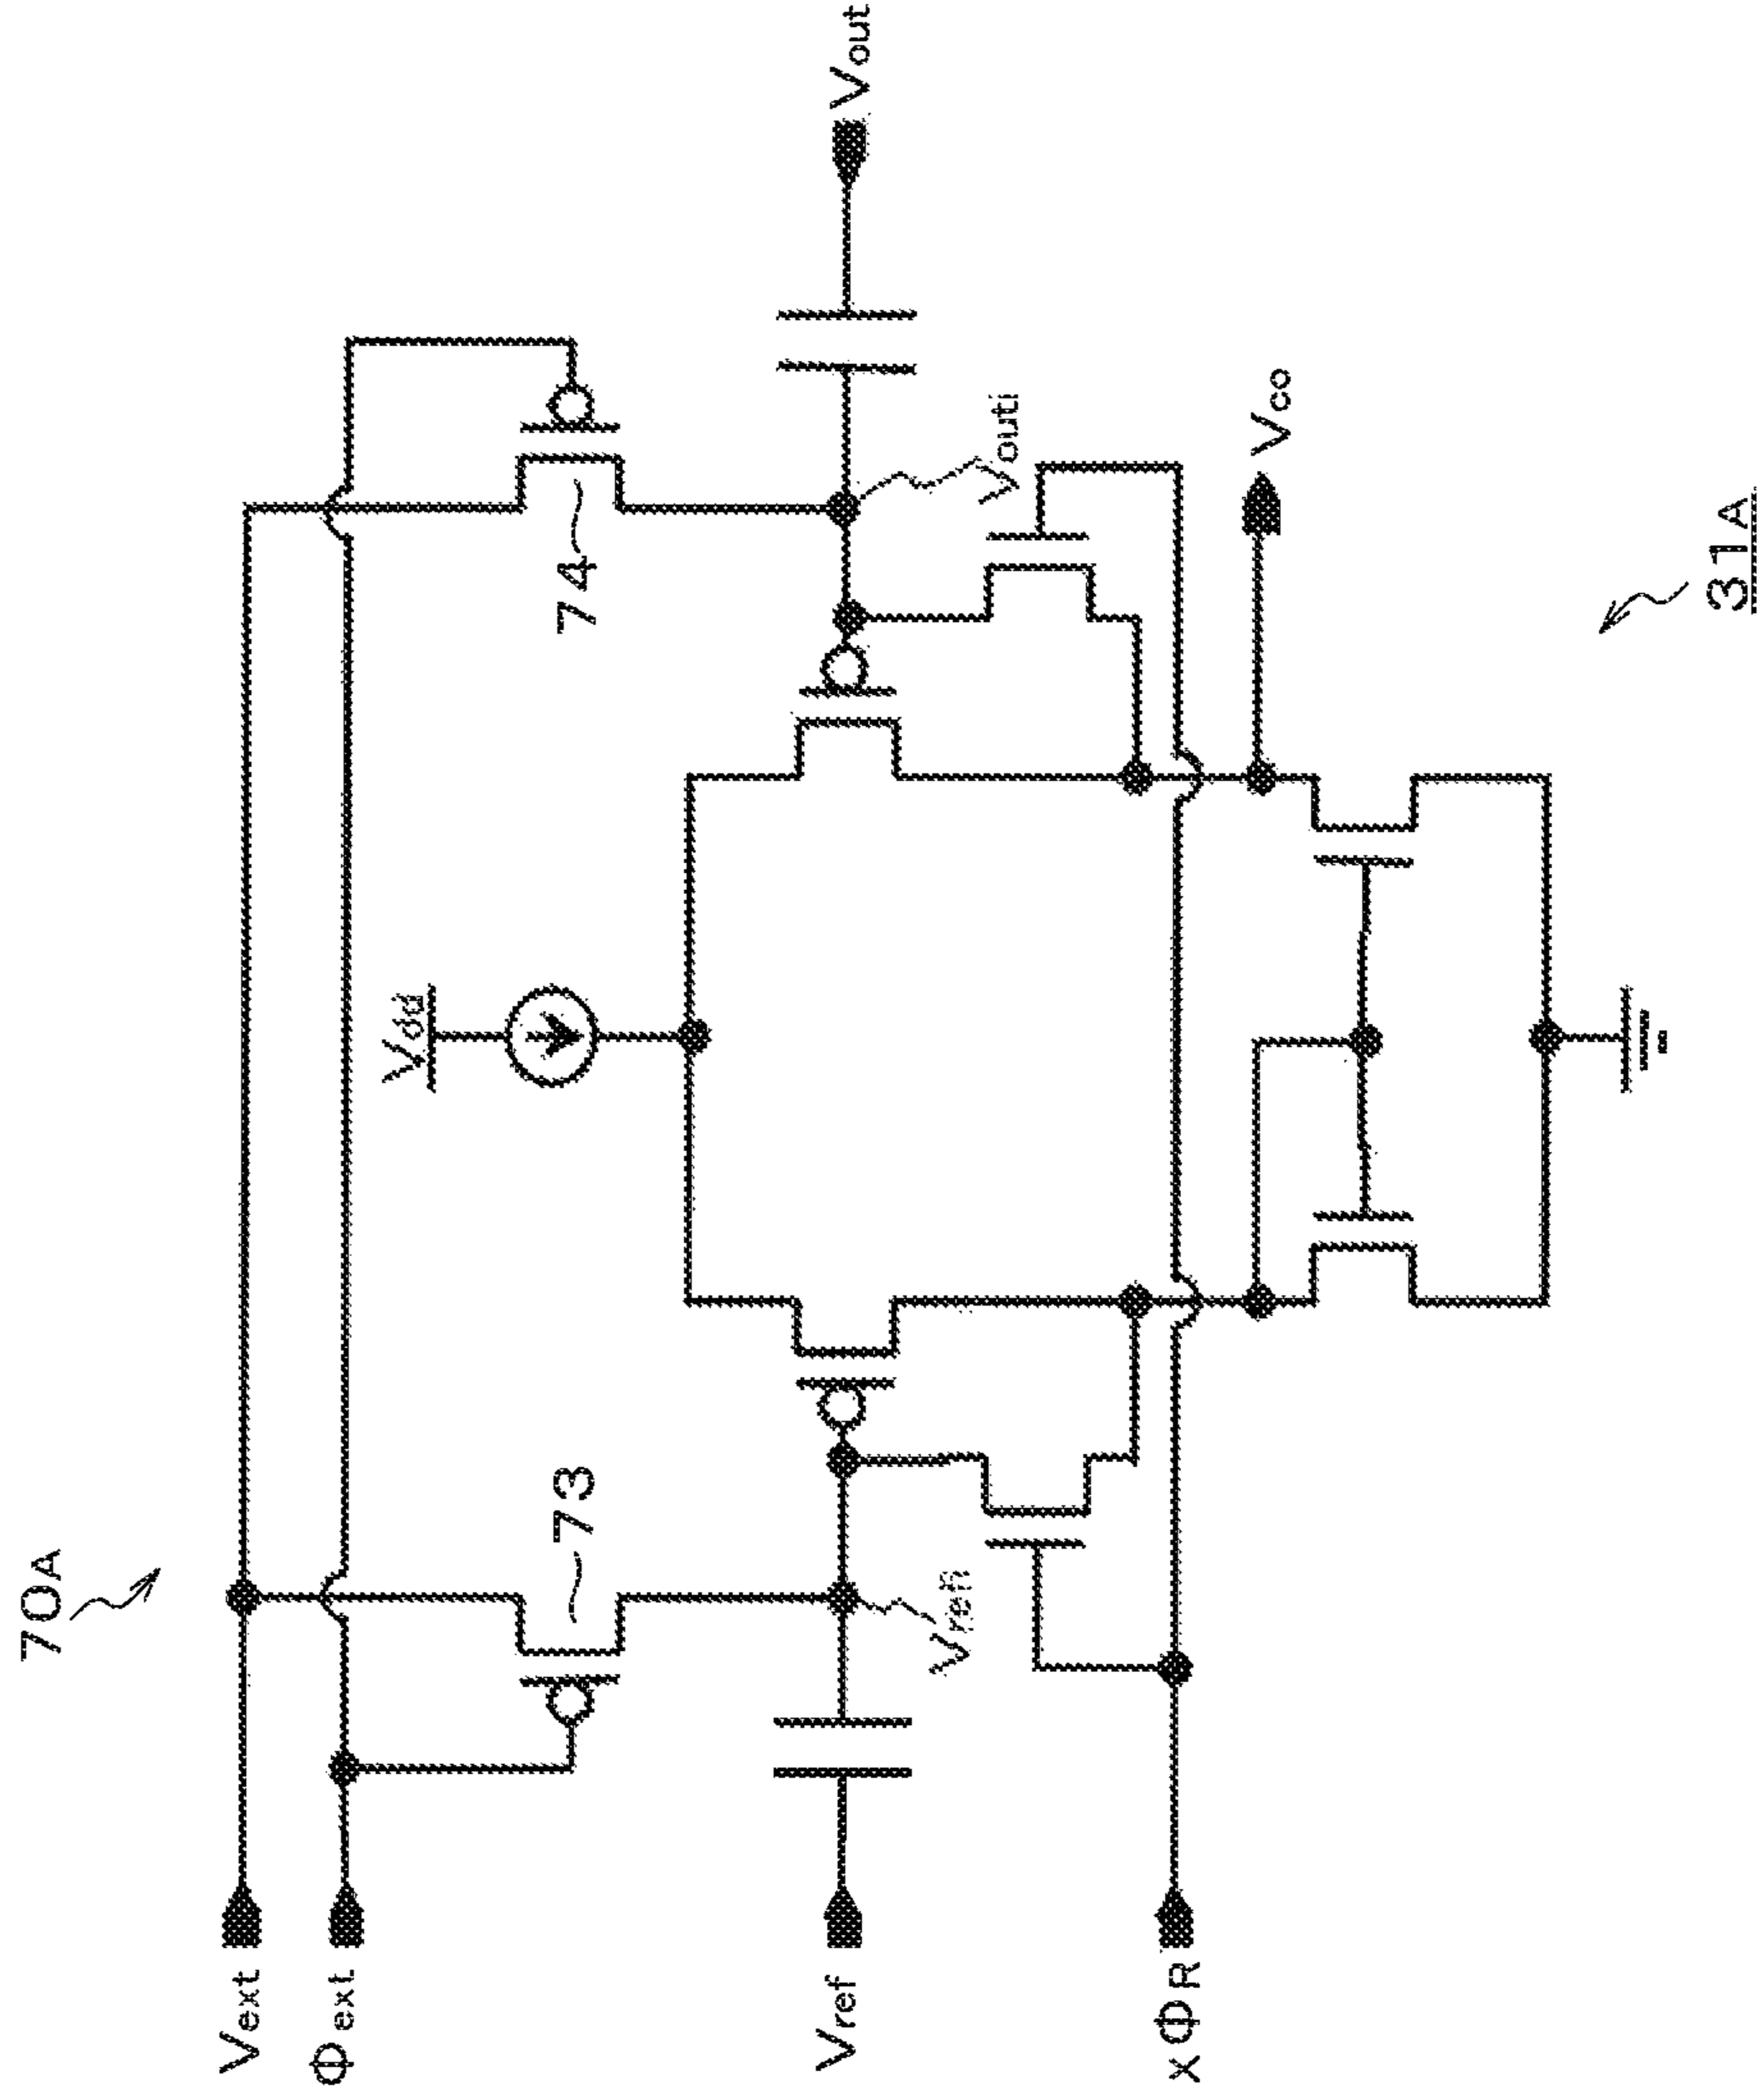 70A
Vext
Φext
Vref
xΦR
73
Vrefi
Vdd
74
Vouti
Vout
Vco
31A